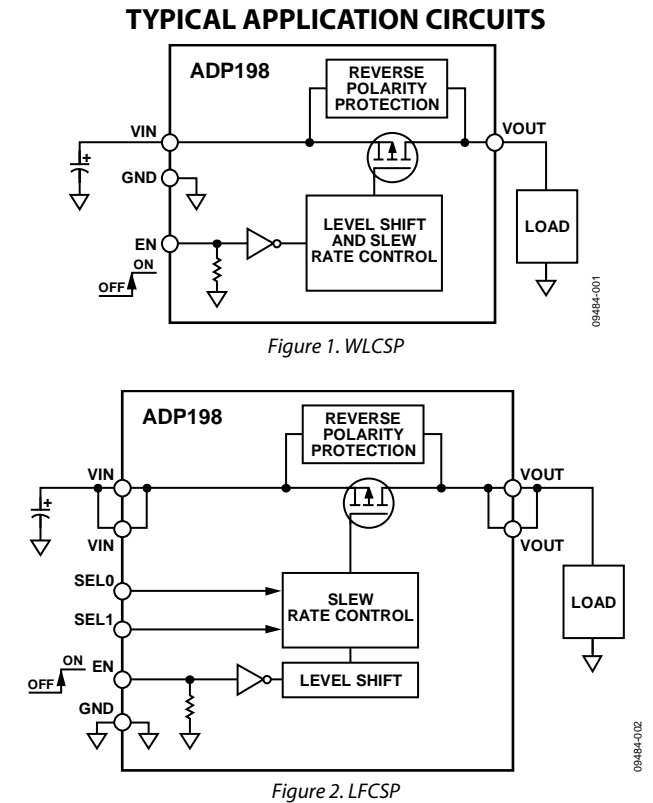 TYPICAL APPLICATION CIRCUITS
ADP198
REVERSE
POLARITY
PROTECTION
VIN
VOUT
+
GND
LEVEL SHIFT
AND SLEW
RATE CONTROL
LOAD
EN
ON
OFF
09484-001
Figure 1. WLCSP
ADP198
REVERSE
POLARITY
PROTECTION
VIN
VOUT
+
VIN
VOUT
SEL0
SLEW
RATE CONTROL
LOAD
SEL1
ON
EN
OFF
LEVEL SHIFT
GND
09484-002
Figure 2. LFCSP